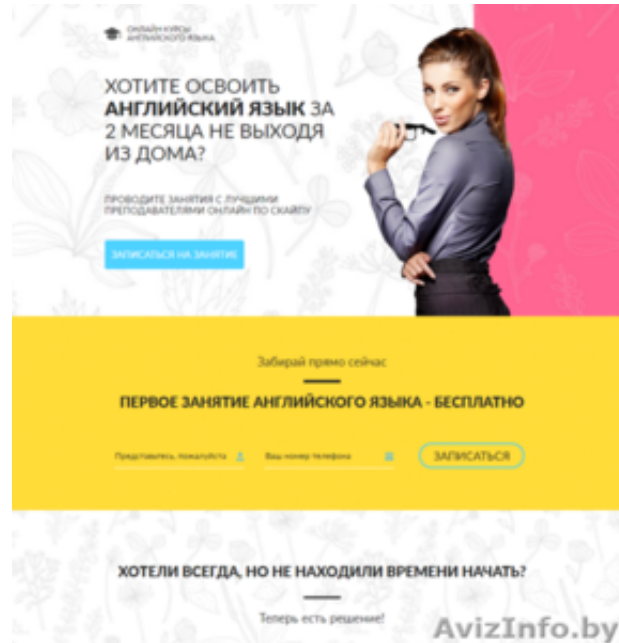 ОНЛАЙН КУРСЫ
АНГЛИЙСКОГО ЯЗЫКА
ХОТИТЕ ОСВОИТЬ
АНГЛИЙСКИЙ ЯЗЫК ЗА
2 МЕСЯЦА НЕ ВЫХОДЯ
ИЗ ДОМА?
ПРОВОДИТЕ ЗАНЯТИЯ С ЛУЧШИМИ
ПРЕПОДАВАТЕЛЯМИ ОНЛАЙН ПО СКАЙПУ
ЗАПИСАТЬСЯ НА ЗАНЯТИЕ
Забирай прямо сейчас
ПЕРВОЕ ЗАНЯТИЕ АНГЛИЙСКОГО ЯЗЫКА - БЕСПЛАТНО
Представьтесь, пожалуйста Ваш номер телефона ЗАПИСАТЬСЯ
ХОТЕЛИ ВСЕГДА, НО НЕ НАХОДИЛИ ВРЕМЕНИ НАЧАТЬ?
Теперь есть решение!
AvizInfo.by